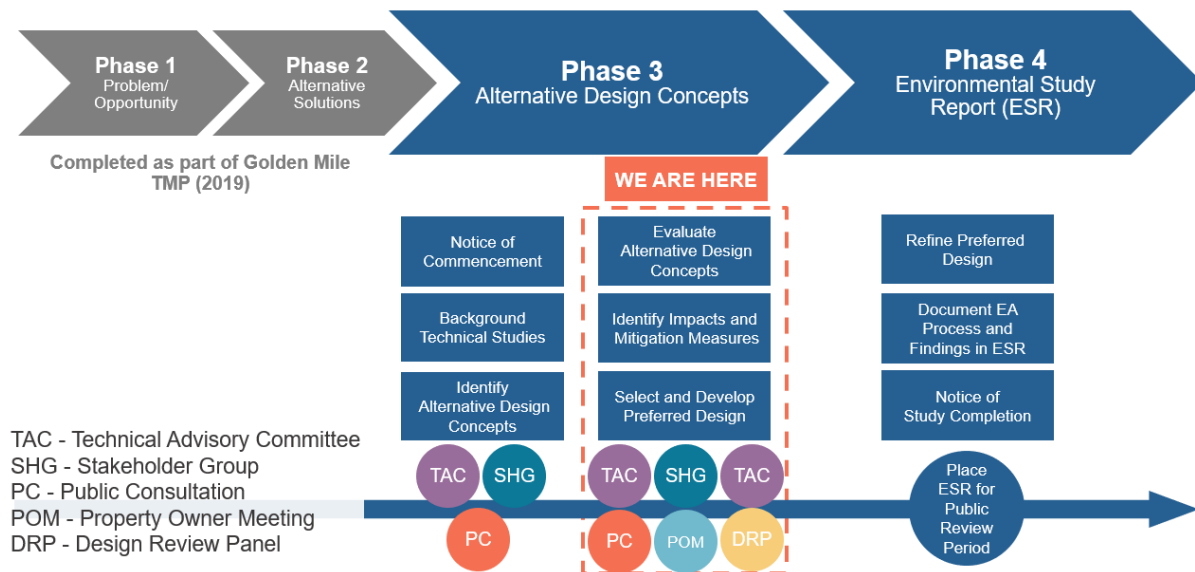 Phase 1
Problem/
Opportunity
Phase 2
Alternative
Solutions
Phase 3
Alternative Design Concepts
Phase 4
Environmental Study
Report (ESR)
Completed as part of Golden Mile
TMP (2019)
WE ARE HERE
Notice of
Commencement
Background
Technical Studies
Identify
Alternative Design
Concepts
Evaluate
Alternative Design
Concepts
Identify Impacts and
Mitigation Measures
Select and Develop
Preferred Design
Refine Preferred
Design
Document EA
Process and
Findings in ESR
Notice of
Study Completion
TAC - Technical Advisory Committee
SHG - Stakeholder Group
PC - Public Consultation
POM - Property Owner Meeting
DRP - Design Review Panel
TAC
SHG
PC
TAC
SHG
TAC
PC
POM
DRP
Place
ESR for
Public
Review
Period